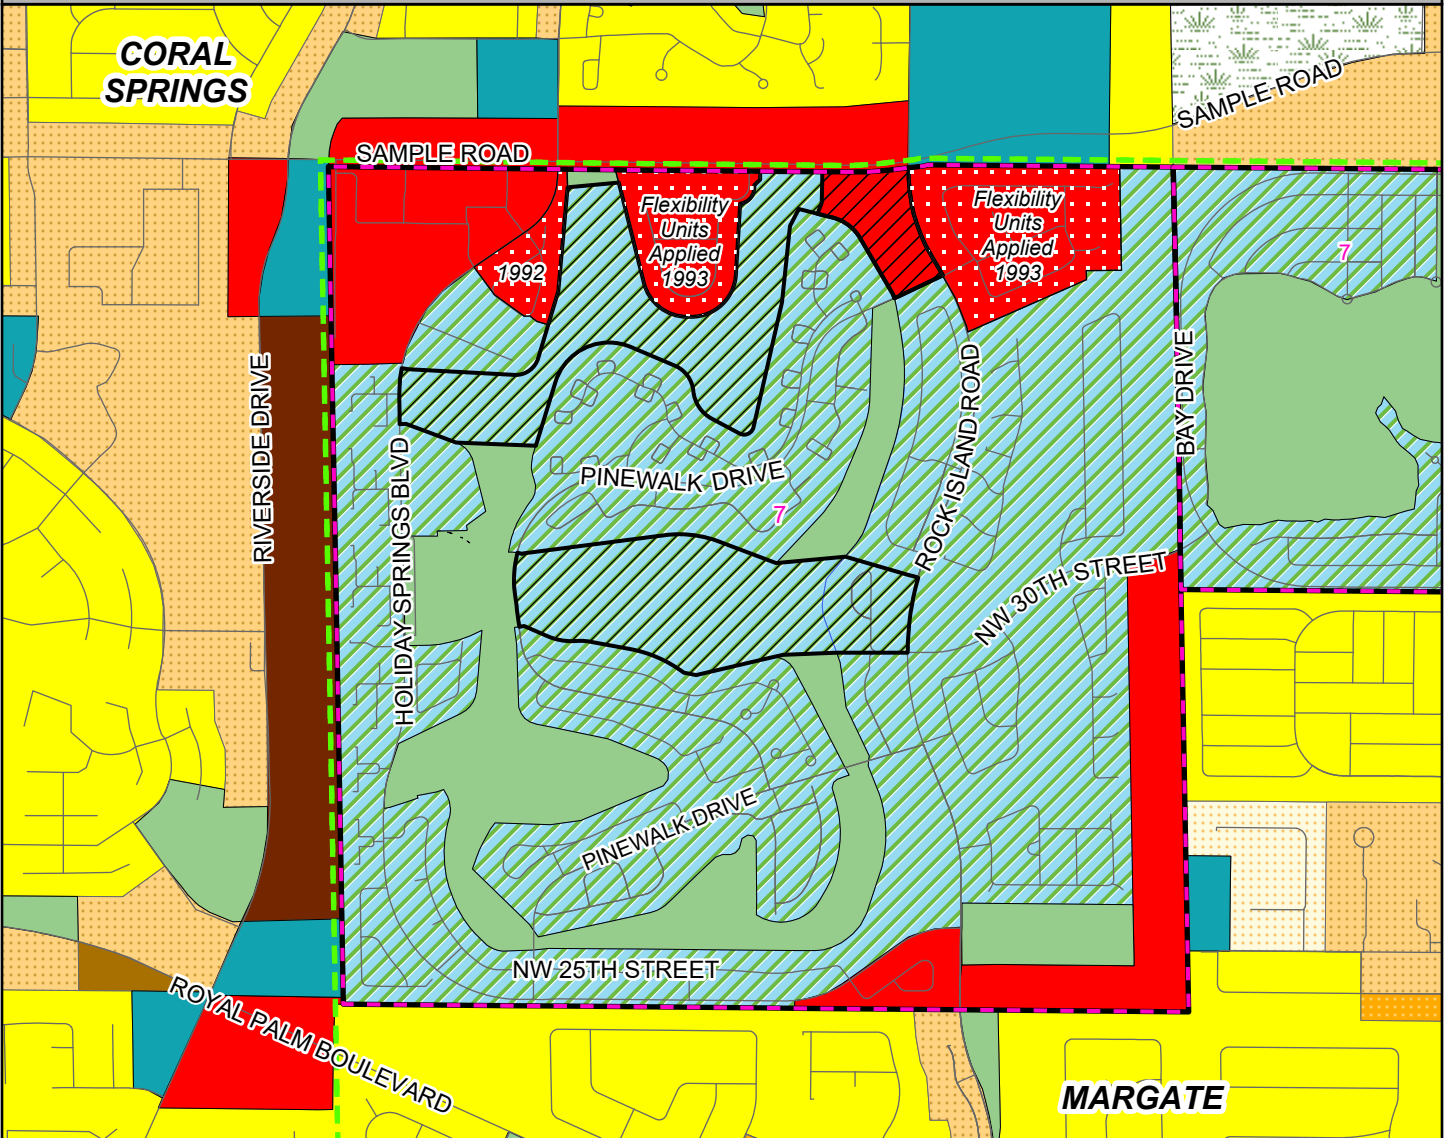 CORAL
SPRINGS
SAMPLE ROAD
SAMPLE ROAD
Flexibility
Units
Applied
1993
Flexibility
Units
Applied
1993
1992
7
RIVERSIDE DRIVE
HOLIDAY SPRINGS BLVD
PINEWALK DRIVE
7
ROCK ISLAND ROAD
BAY DRIVE
NW 30TH STREET
PINEWALK DRIVE
NW 25TH STREET
ROYAL PALM BOULEVARD
MARGATE